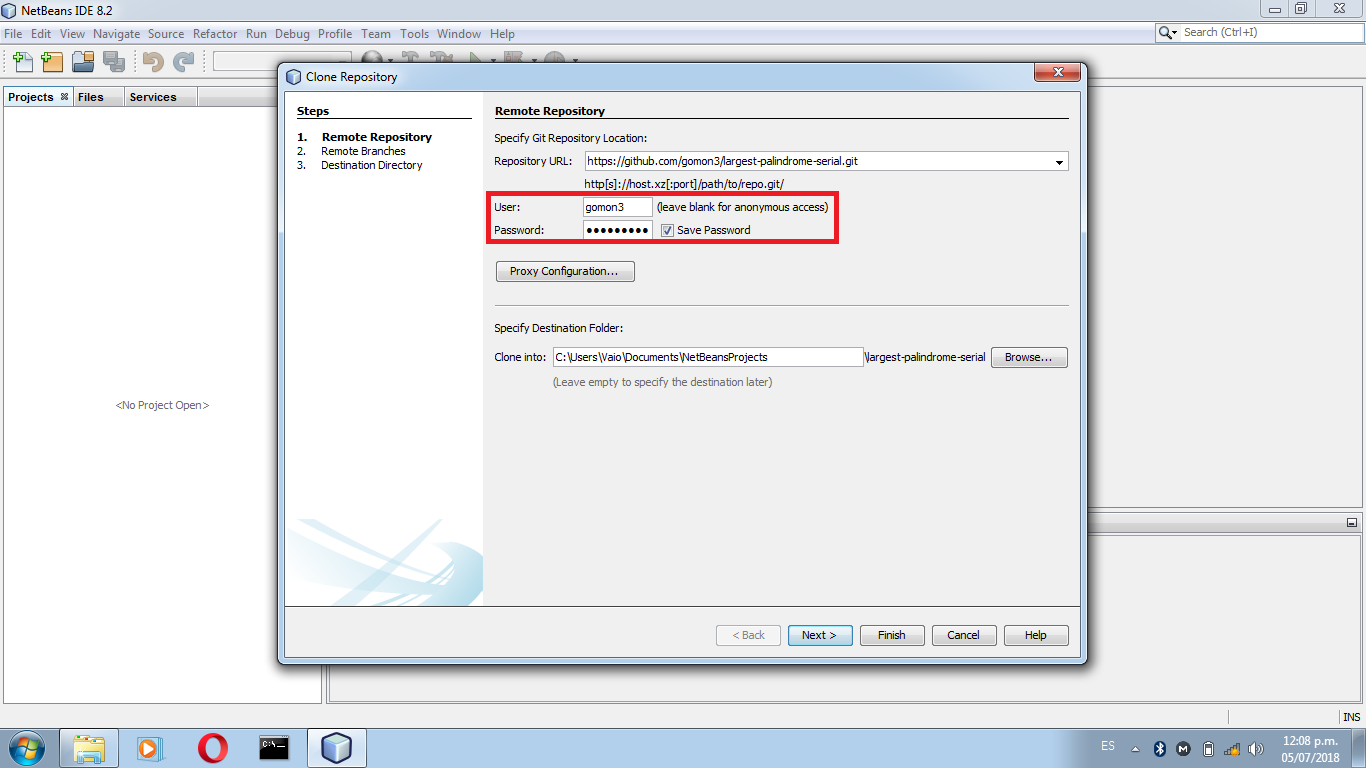 NetBeans IDE 8.2
File Edit View Navigate Source Refactor Run Debug Profile Team Tools Window Help
Search (Ctrl+I)
Projects Files Services
<No Project Open>
Clone Repository
Steps
1. Remote Repository
2. Remote Branches
3. Destination Directory
Remote Repository
Specify Git Repository Location:
Repository URL: https://github.com/gomon3/largest-palindrome-serial.git
http[s]://host.xz[:port]/path/to/repo.git/
User: gomon3 (leave blank for anonymous access)
Password: ●●●●●●●●● Save Password
Proxy Configuration...
Specify Destination Folder:
Clone into: C:\Users\Vaio\Documents\NetBeansProjects \largest-palindrome-serial Browse...
(Leave empty to specify the destination later)
< Back Next > Finish Cancel Help
INS
C:\
ES
12:08 p.m.
05/07/2018